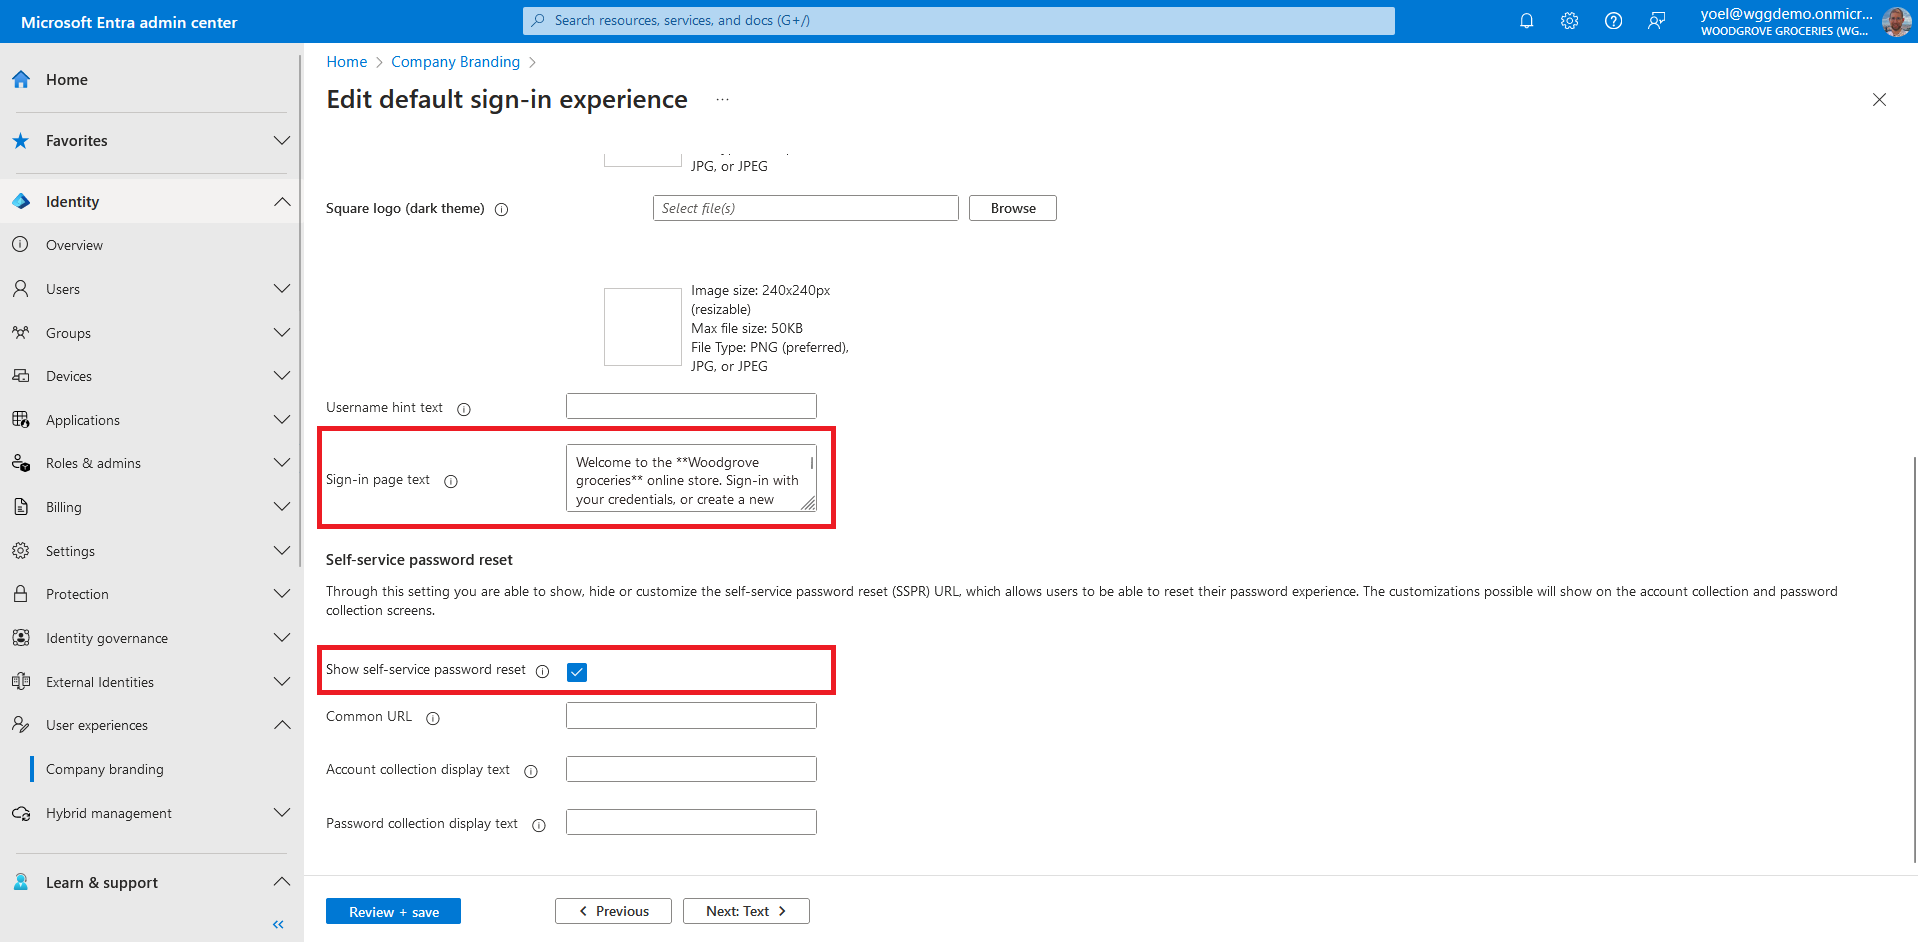 Microsoft Entra admin center
Search resources, services, and docs (G+/)
yoel@wggdemo.onmicr...
WOODGROVE GROCERIES (WG...
Home
Favorites
Identity
Overview
Users
Groups
Devices
Applications
Roles & admins
Billing
Settings
Protection
Identity governance
External Identities
User experiences
Company branding
Hybrid management
Learn & support
Home > Company Branding >
Edit default sign-in experience ...
JPG, or JPEG
Square logo (dark theme)
Select file(s)
Browse
Image size: 240x240px
(resizable)
Max file size: 50KB
File Type: PNG (preferred),
JPG, or JPEG
Username hint text
Sign-in page text
Welcome to the **Woodgrove
groceries** online store. Sign-in with
your credentials, or create a new
Self-service password reset
Through this setting you are able to show, hide or customize the self-service password reset (SSPR) URL, which allows users to be able to reset their password experience. The customizations possible will show on the account collection and password
collection screens.
Show self-service password reset
Common URL
Account collection display text
Password collection display text
Review + save
Previous
Next: Text